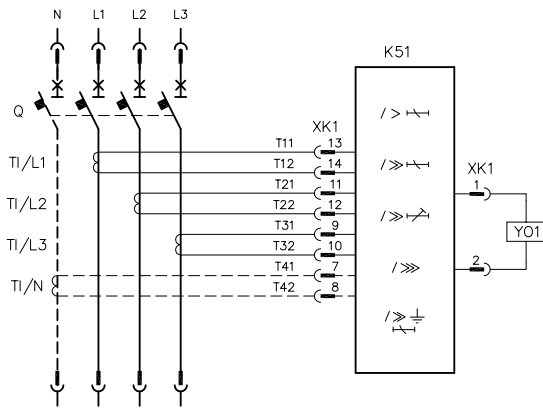 N L1 L2 L3
K51
Q
/ >
XK1
T11 13
TI/L1
T12 14
/ >>
XK1
T21 11
1
TI/L2
T22 12
/ >>
Y01
T31 9
TI/L3
T32 10
2
T41 7
/ >>>
TI/N
T42 8
/ >>